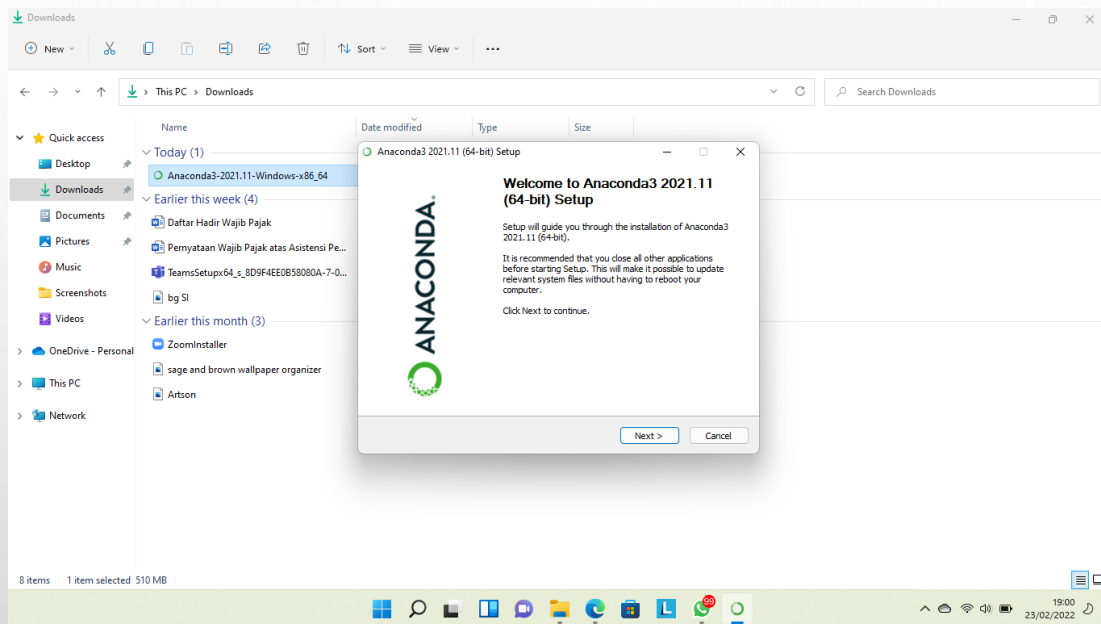 Downloads
New
Sort
View
This PC > Downloads
Search Downloads
Quick access
Desktop
Downloads
Documents
Pictures
Music
Screenshots
Videos
OneDrive - Personal
This PC
Network
Name
Date modified
Type
Size
Today (1)
Anaconda3-2021.11-Windows-x86_64
Earlier this week (4)
Daftar Hadir Wajib Pajak
Pernyataan Wajib Pajak atas Asistensi Pe...
TeamsSetupx64_s_8D9F4EE0B58080A-7-0...
bg SI
Earlier this month (3)
ZoomInstaller
sage and brown wallpaper organizer
Artson
Anaconda3 2021.11 (64-bit) Setup
ANACONDA.
Welcome to Anaconda3 2021.11
(64-bit) Setup
Setup will guide you through the installation of Anaconda3
2021.11 (64-bit).
It is recommended that you close all other applications
before starting Setup. This will make it possible to update
relevant system files without having to reboot your
computer.
Click Next to continue.
Next >
Cancel
8 items
1 item selected 510 MB
L
99
19:00
23/02/2022